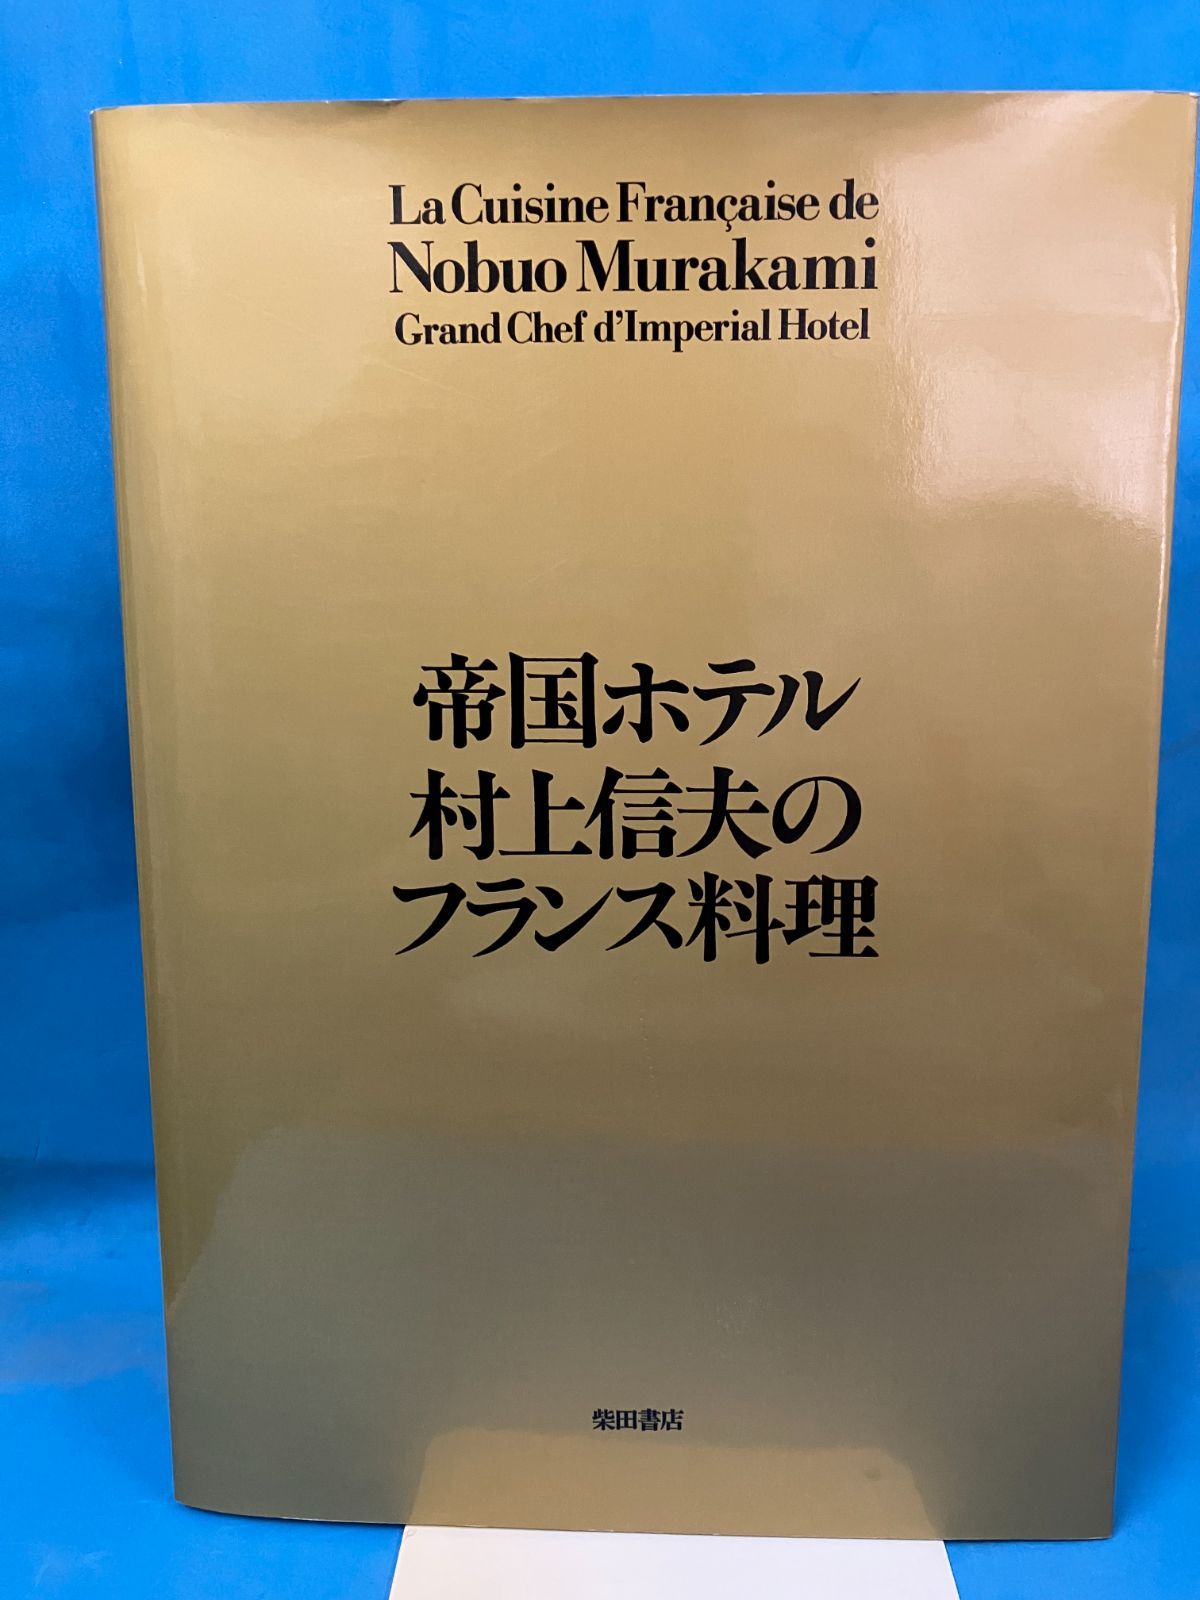 La Cuisine Française de
Nobuo Murakami
Grand Chef d'Imperial Hotel
帝国ホテル
村上信夫の
フランス料理
柴田書店